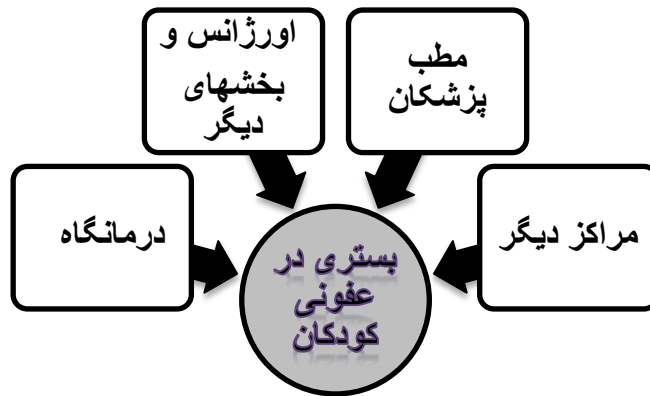 اورژانس و
بخشهای
دیگر
مطب
پزشکان
درمانگاه
مراکز دیگر
بستری در
عفونی
کودکان